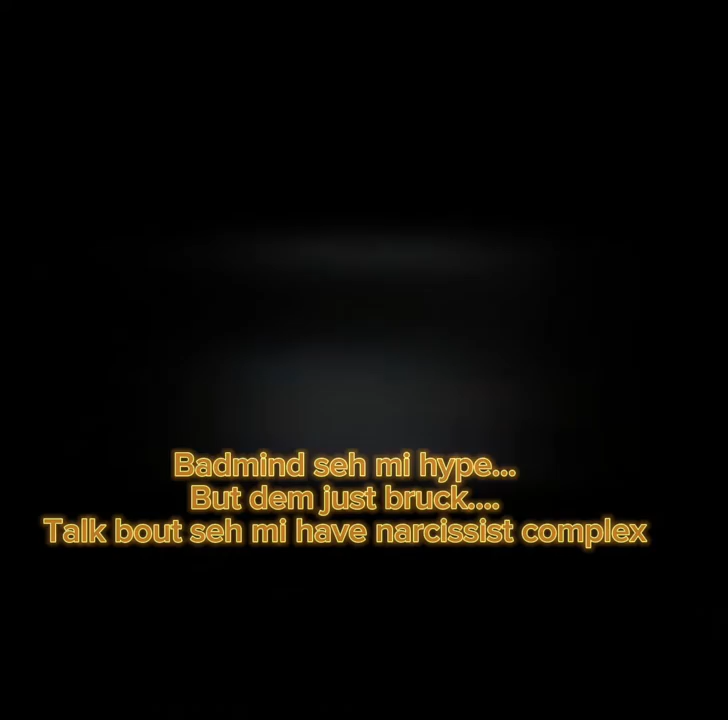 Badmind seh mi hype...
But dem just bruck....
Talk bout seh mi have narcissist complex